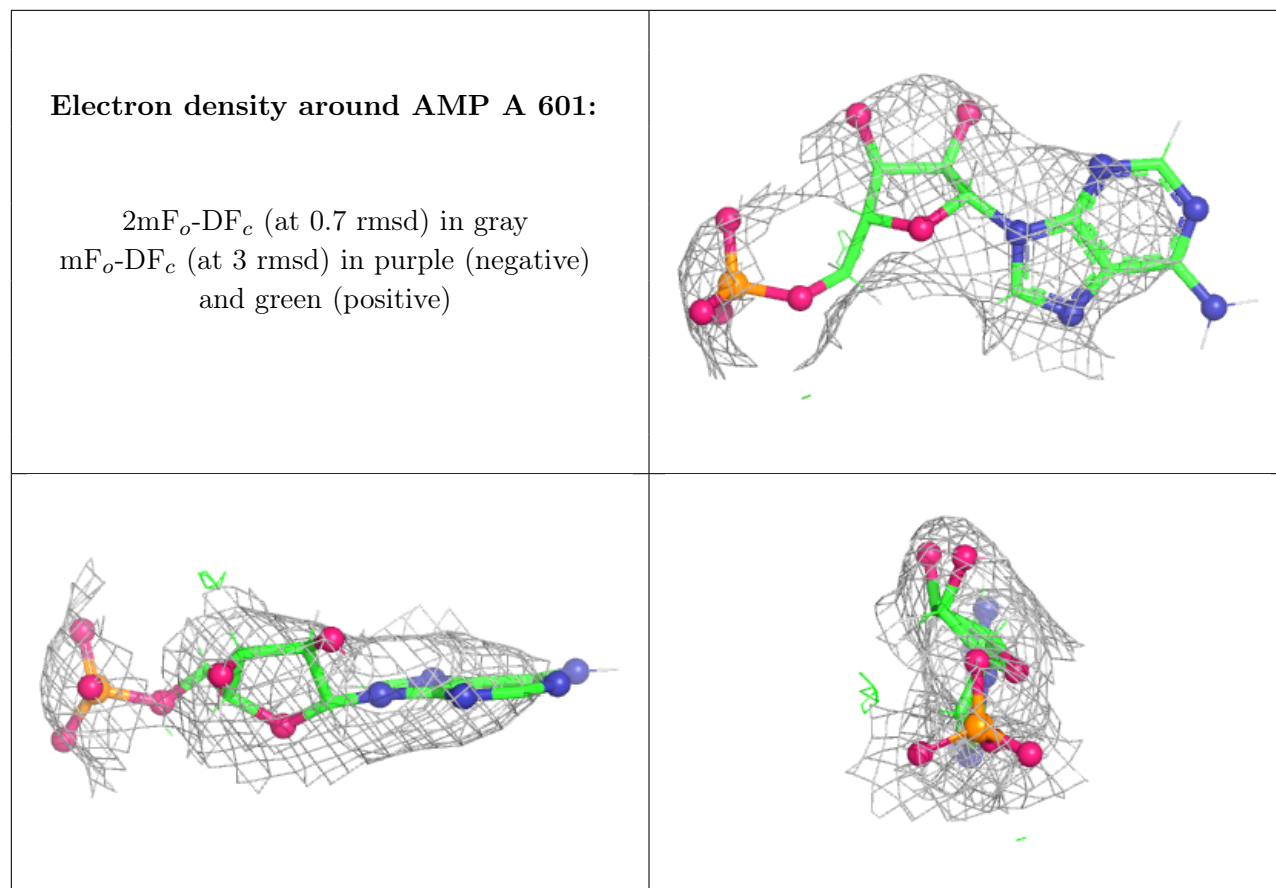 Electron density around AMP A 601:
2mFo-DFc (at 0.7 rmsd) in gray
mFo-DFc (at 3 rmsd) in purple (negative)
and green (positive)